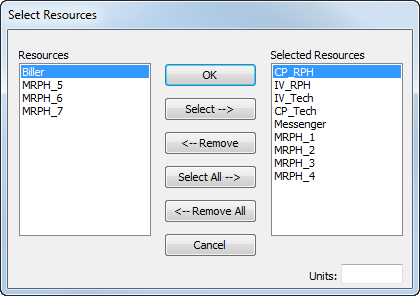 Select Resources
Resources
Biller
MRPH_5
MRPH_6
MRPH_7
OK
Select -->
<-- Remove
Select All -->
<-- Remove All
Cancel
Selected Resources
CP_RPH
IV_RPH
IV_Tech
CP_Tech
Messenger
MRPH_1
MRPH_2
MRPH_3
MRPH_4
Units: